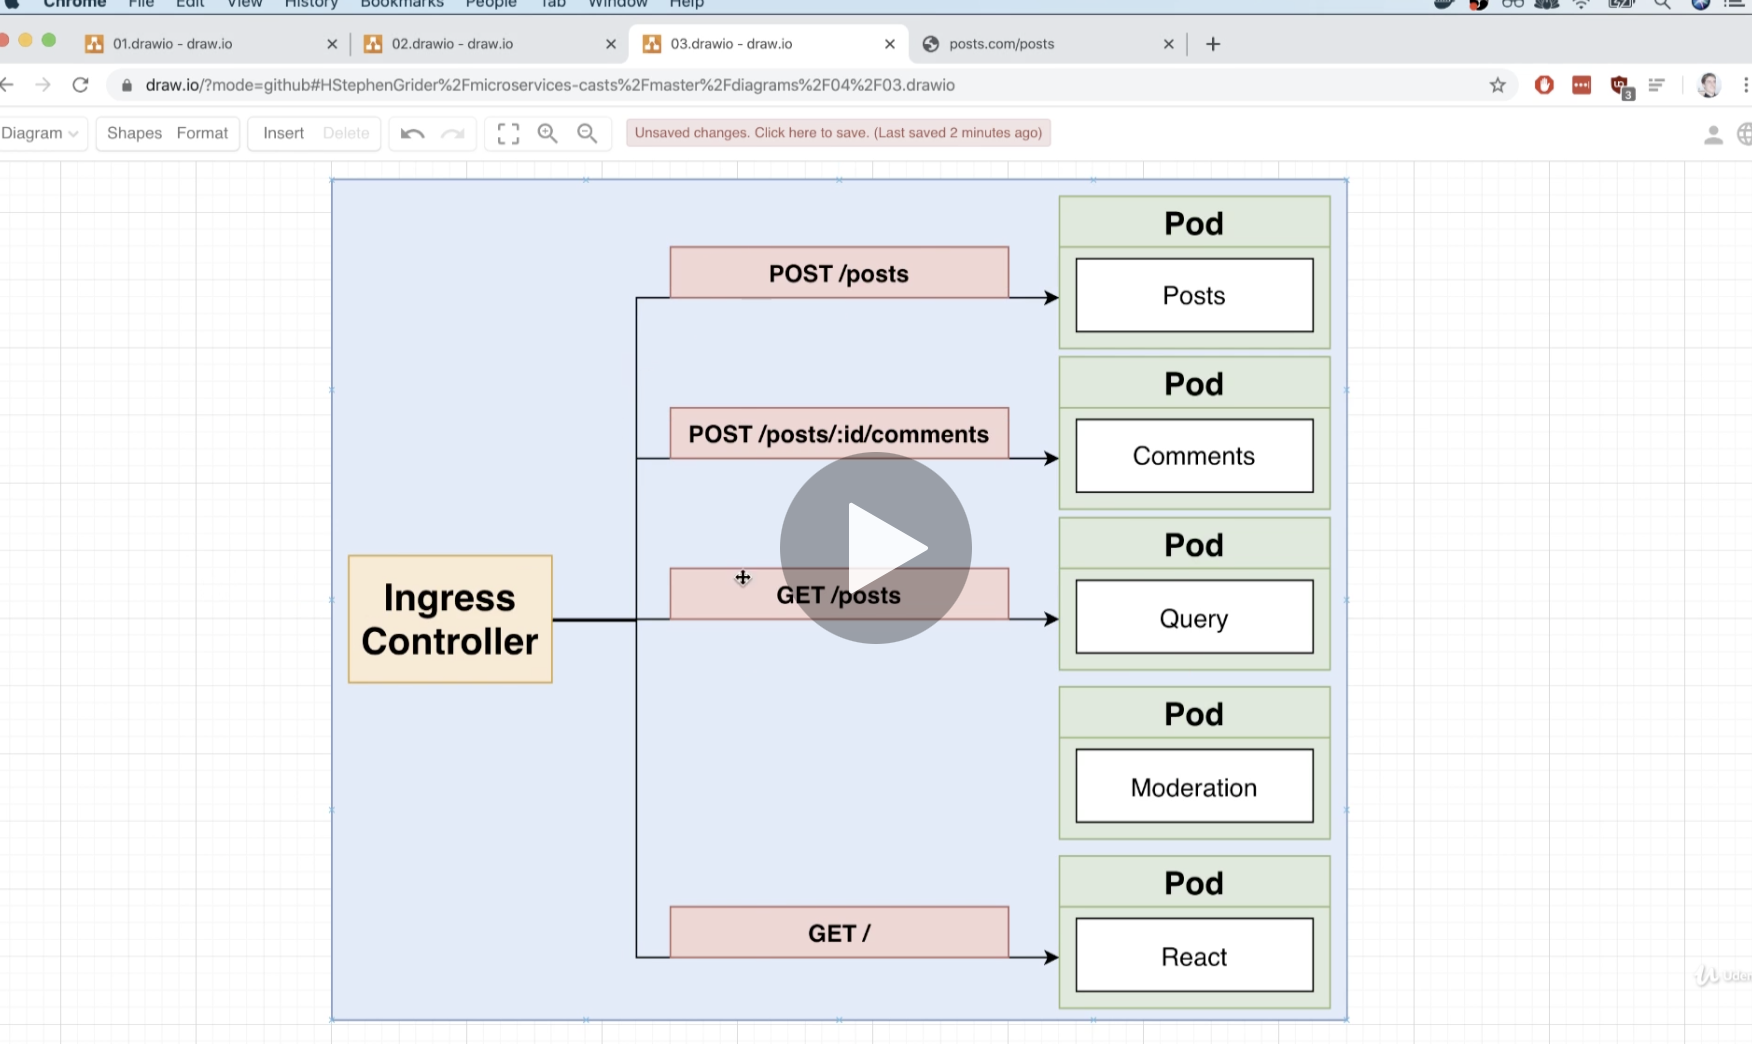 Chrome File Edit View History Bookmarks People Tab Window Help
01.drawio - draw.io
02.drawio - draw.io
03.drawio - draw.io
posts.com/posts
draw.io/?mode=github#HStephenGrider%2Fmicroservices-casts%2Fmaster%2Fdiagrams%2F04%2F03.drawio
3
Diagram Shapes Format Insert Delete
Unsaved changes. Click here to save. (Last saved 2 minutes ago)
Pod
POST /posts
Posts
Pod
POST /posts/:id/comments
Comments
Pod
Ingress
Controller
GET /posts
Query
Pod
Moderation
Pod
GET /
React